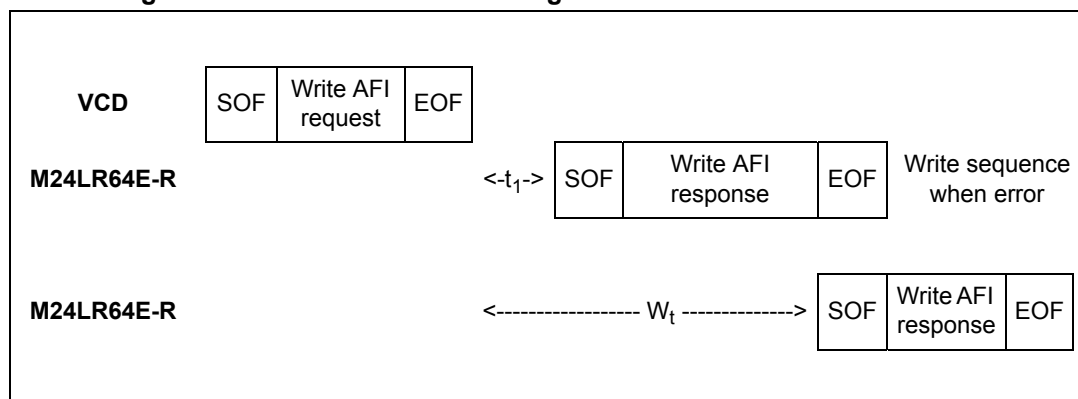 VCD SOF Write AFI request EOF
M24LR64E-R <-t1-> SOF Write AFI response EOF Write sequence when error
M24LR64E-R <------------------ Wt --------------> SOF Write AFI response EOF